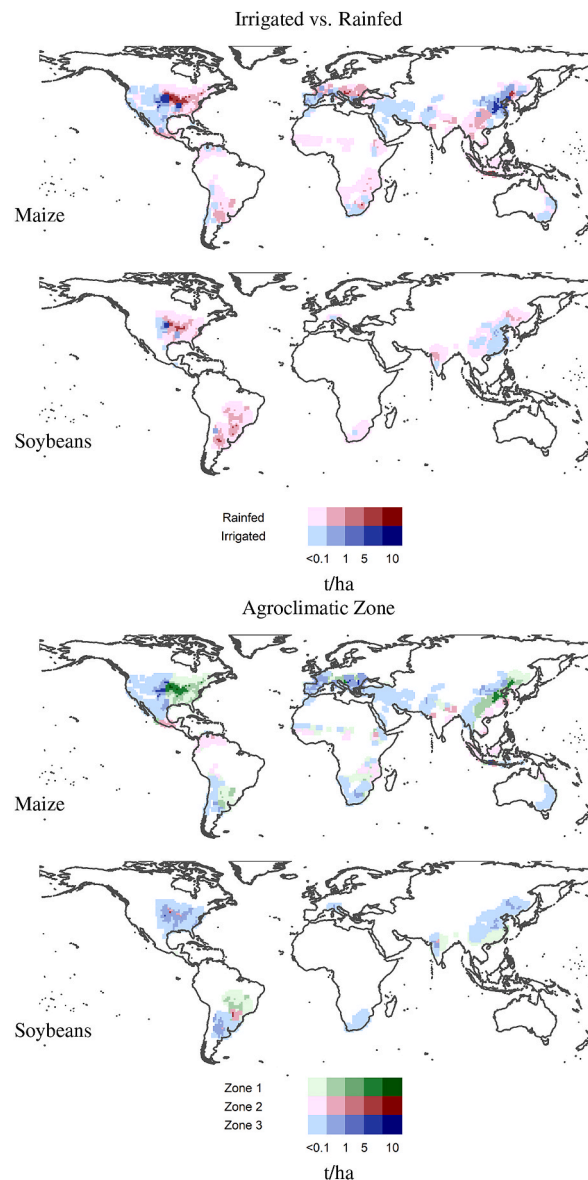 Irrigated vs. Rainfed
Maize
Soybeans
Rainfed
Irrigated
<0.1 1 5 10
t/ha
Agroclimatic Zone
Maize
Soybeans
Zone 1
Zone 2
Zone 3
<0.1 1 5 10
t/ha